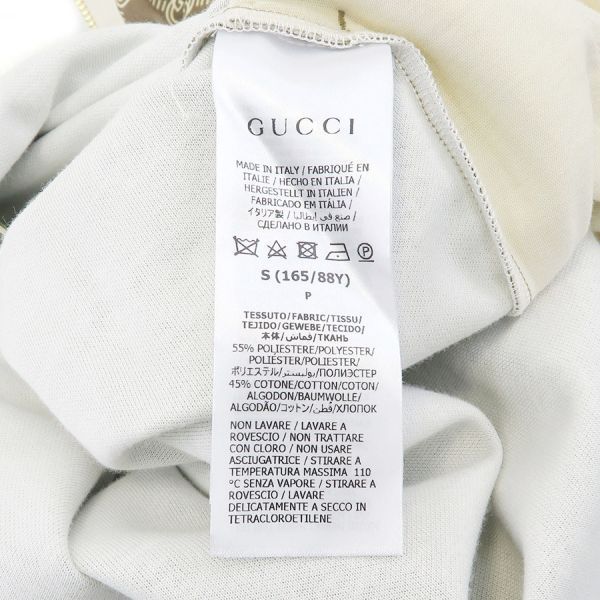 GUCCI
MADE IN ITALY / FABRIQUÉ EN
ITALIE / HECHO EN ITALIA /
HERGESTELLT IN ITALIEN /
FABRICADO EM ITÁLIA /
イタリア製 / صنع في إيطاليا /
СДЕЛАНО В ИТАЛИИ
P
S (165/88Y)
P
TESSUTO/FABRIC/TISSU/
TEJIDO/GEWEBE/TECIDO/
本体/قماش/ТКАНЬ
55% POLIESTERE/POLYESTER/
POLIÉSTER/POLYESTER/
ポリエステル/بوليستر/ПОЛИЭСТЕР
45% COTONE/COTTON/COTON/
ALGODON/BAUMWOLLE/
ALGODÃO/コットン/قطن/ХЛОПОК
NON LAVARE / LAVARE A
ROVESCIO / NON TRATTARE
CON CLORO / NON USARE
ASCIUGATRICE / STIRARE A
TEMPERATURA MASSIMA 110
°C SENZA VAPORE / STIRARE A
ROVESCIO / LAVARE
DELICATAMENTE A SECCO IN
TETRACLOROETILENE